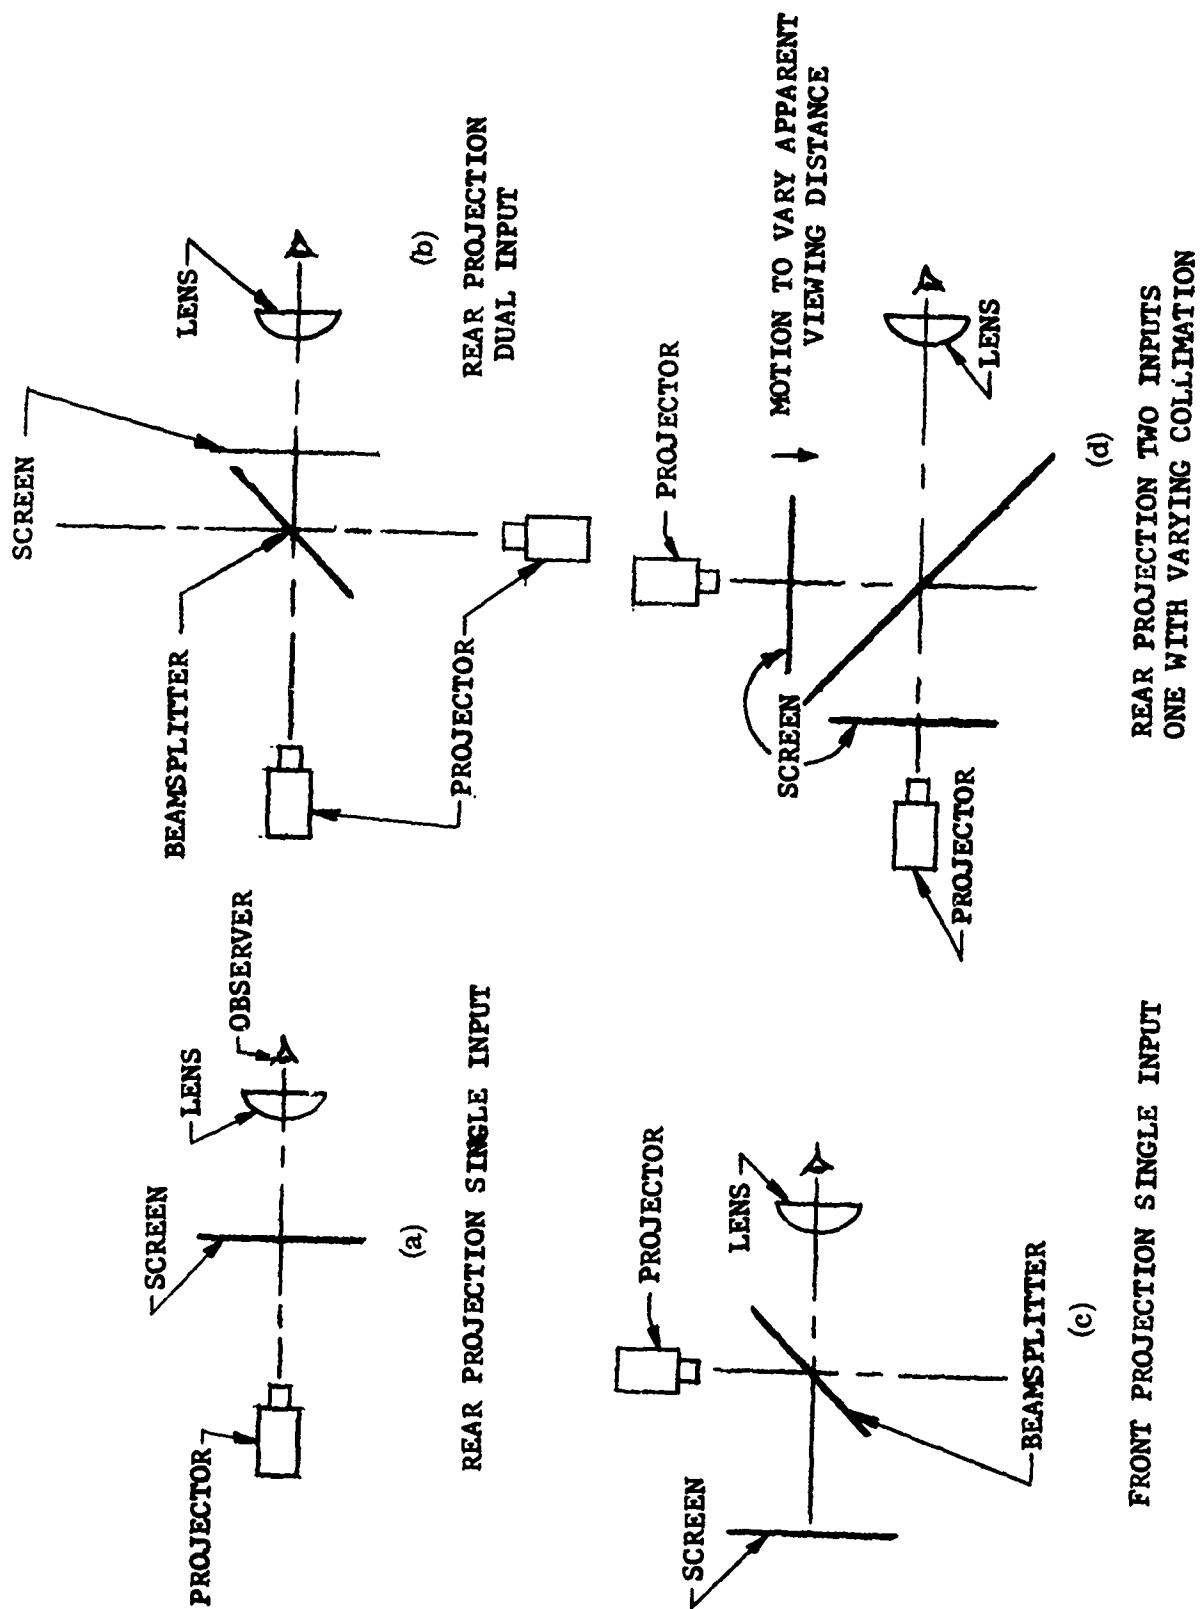 PROJECTOR
SCREEN
LENS
OBSERVER
(a)
REAR PROJECTION SINGLE INPUT
SCREEN
BEAMSPLITTER
LENS
PROJECTOR
(b)
REAR PROJECTION
DUAL INPUT
SCREEN
PROJECTOR
LENS
BEAMSPLITTER
(c)
FRONT PROJECTION SINGLE INPUT
PROJECTOR
MOTION TO VARY APPARENT
VIEWING DISTANCE
SCREEN
PROJECTOR
LENS
(d)
REAR PROJECTION TWO INPUTS
ONE WITH VARYING COLLIMATION